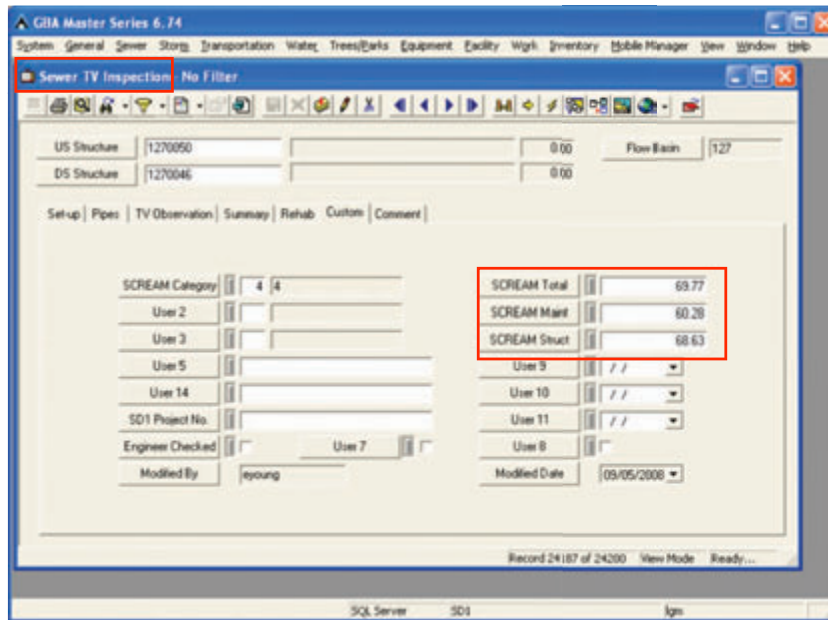 GBA Master Series 6.74
System General Sewer Storm Transportation Water Trees/Parks Equipment Facility Work Inventory Mobile Manager View Window Help
Sewer TV Inspection - No Filter
US Structure 1270050 0.00 Flow Basin 127
DS Structure 1270046 0.00
Set-up Pipes TV Observation Summary Rehab Custom Comment
SCREAM Category 4 4 SCREAM Total 69.77
User 2 SCREAM Maint 60.28
User 3 SCREAM Struct 68.63
User 5 User 9 / /
User 14 User 10 / /
SD1 Project No. User 11 / /
Engineer Checked User 7 User 8
Modified By eyoung Modified Date 09/05/2008
Record 24187 of 24200 View Mode Ready...
SQL Server SD1 lgm